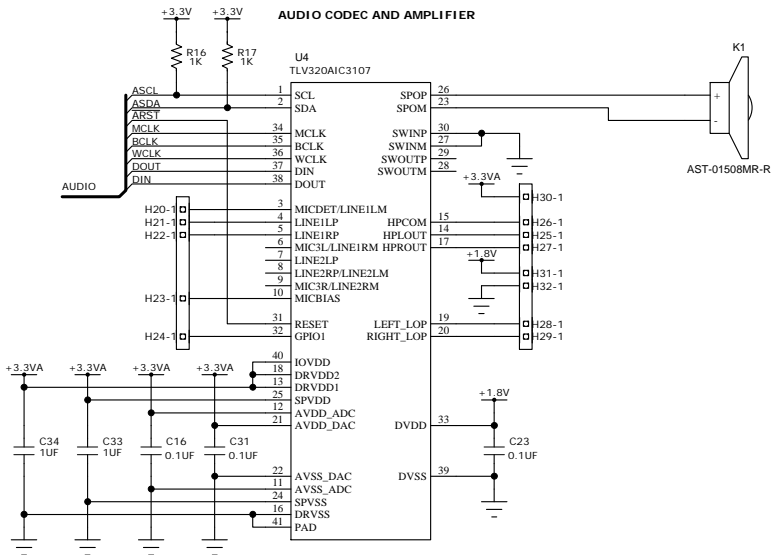 AUDIO CODEC AND AMPLIFIER
+3.3V
+3.3V
R16
1K
R17
1K
U4
TLV320AIC3107
K1
+
-
AST-01508MR-R
AUDIO
ASCL
ASDA
ARST
MCLK
BCLK
WCLK
DOUT
DIN
1 SCL
2 SDA
34 MCLK
35 BCLK
36 WCLK
37 DIN
38 DOUT
H20-1
H21-1
H22-1
H23-1
H24-1
3 MICDET/LINE1LM
4 LINE1LP
5 LINE1RP
6 MIC3L/LINE1RM
7 LINE2LP
8 LINE2RP/LINE2LM
9 MIC3R/LINE2RM
10 MICBIAS
31 RESET
32 GPIO1
40 IOVDD
18 DRVDD2
13 DRVDD1
25 SPVDD
12 AVDD_ADC
21 AVDD_DAC
22 AVSS_DAC
11 AVSS_ADC
24 SPVSS
16 DRVSS
41 PAD
SPOP 26
SPOM 23
SWINP 30
SWINM 27
SWOUTP 29
SWOUTM 28
HPCOM 15
HPLOUT 14
HPROUT 17
LEFT_LOP 19
RIGHT_LOP 20
DVDD 33
DVSS 39
+3.3VA
H30-1
H26-1
H25-1
H27-1
+1.8V
H31-1
H32-1
H28-1
H29-1
+3.3VA
+3.3VA
+3.3VA
+3.3VA
C34
1UF
C33
1UF
C16
0.1UF
C31
0.1UF
+1.8V
C23
0.1UF